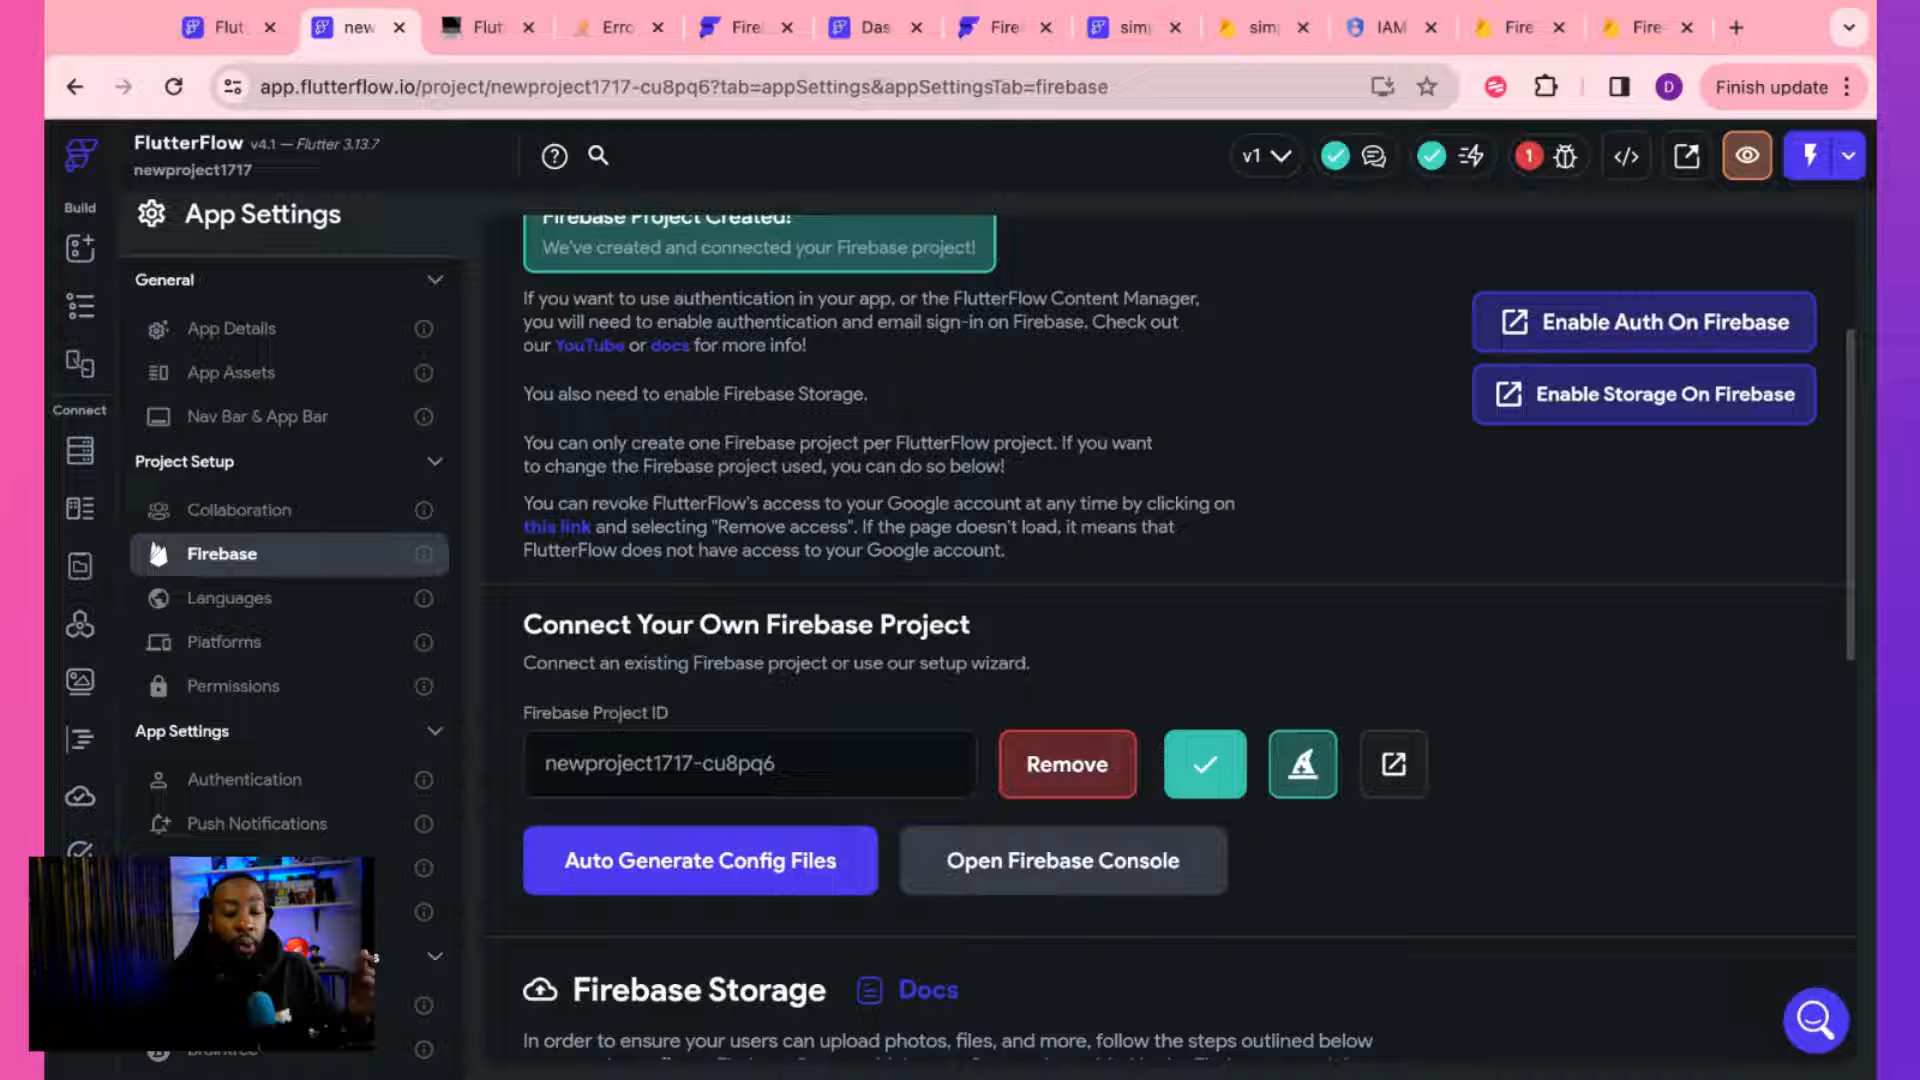 Flut
new
Flut
Erro
Fire
Das
Fire
sim
sim
IAM
Fire
Fire
app.flutterflow.io/project/newproject1717-cu8pq6?tab=appSettings&appSettingsTab=firebase
D
Finish update
FlutterFlow v4.1 — Flutter 3.13.7
newproject1717
v1
1
Build
Connect
App Settings
General
App Details
App Assets
Nav Bar & App Bar
Project Setup
Collaboration
Firebase
Languages
Platforms
Permissions
App Settings
Authentication
Push Notifications
s
Braintree
Firebase Project Created!
We've created and connected your Firebase project!
If you want to use authentication in your app, or the FlutterFlow Content Manager,
you will need to enable authentication and email sign-in on Firebase. Check out
our YouTube or docs for more info!
You also need to enable Firebase Storage.
You can only create one Firebase project per FlutterFlow project. If you want
to change the Firebase project used, you can do so below!
You can revoke FlutterFlow's access to your Google account at any time by clicking on
this link and selecting "Remove access". If the page doesn't load, it means that
FlutterFlow does not have access to your Google account.
Enable Auth On Firebase
Enable Storage On Firebase
Connect Your Own Firebase Project
Connect an existing Firebase project or use our setup wizard.
Firebase Project ID
newproject1717-cu8pq6
Remove
Auto Generate Config Files
Open Firebase Console
Firebase Storage
Docs
In order to ensure your users can upload photos, files, and more, follow the steps outlined below